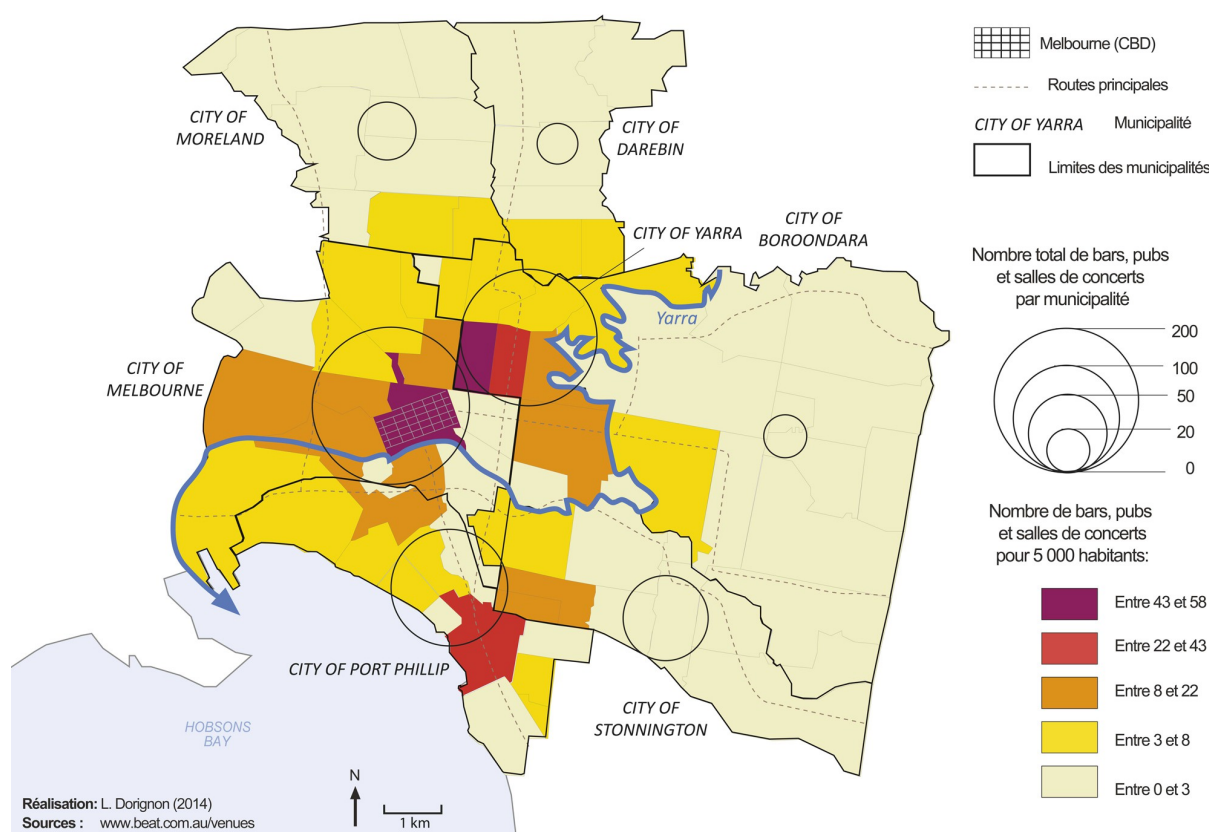 CITY OF
MORELAND
CITY OF
DAREBIN
CITY OF YARRA
CITY OF
BOROONDARA
Yarra
CITY OF
MELBOURNE
CITY OF PORT PHILLIP
CITY OF
STONNINGTON
HOBSONS
BAY
N
1 km
Réalisation: L. Dorignon (2014)
Sources : www.beat.com.au/venues
Melbourne (CBD)
Routes principales
CITY OF YARRA Municipalité
Limites des municipalités
Nombre total de bars, pubs
et salles de concerts
par municipalité
200
100
50
20
0
Nombre de bars, pubs
et salles de concerts
pour 5 000 habitants:
Entre 43 et 58
Entre 22 et 43
Entre 8 et 22
Entre 3 et 8
Entre 0 et 3